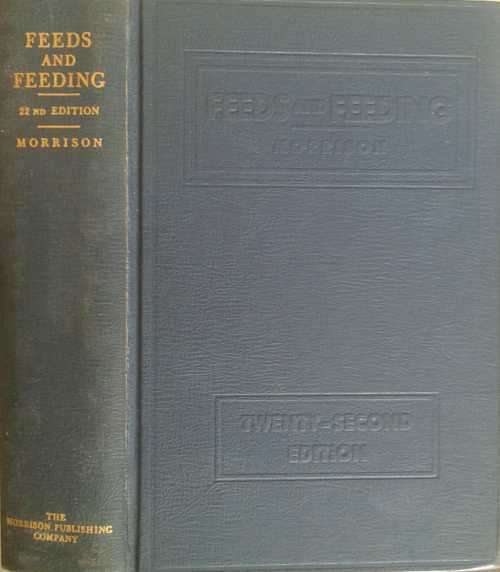 FEEDS
AND
FEEDING
22 ND EDITION
MORRISON
THE
MORRISON PUBLISHING
COMPANY
FEEDS AND FEEDING
MORRISON
TWENTY-SECOND
EDITION